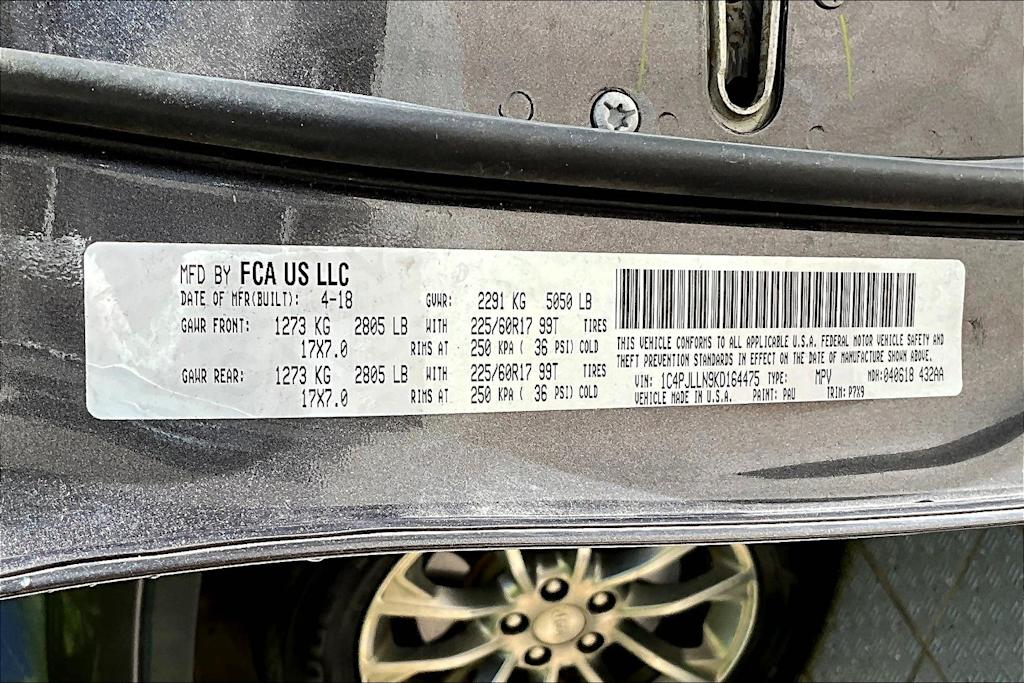 MFD BY FCA US LLC
DATE OF MFR(BUILT): 4-18 GVWR: 2291 KG 5050 LB
GAWR FRONT: 1273 KG 2805 LB WITH 225/60R17 99T TIRES
17X7.0 RIMS AT 250 KPA ( 36 PSI) COLD
GAWR REAR: 1273 KG 2805 LB WITH 225/60R17 99T TIRES
17X7.0 RIMS AT 250 KPA ( 36 PSI) COLD
THIS VEHICLE CONFORMS TO ALL APPLICABLE U.S.A. FEDERAL MOTOR VEHICLE SAFETY AND
THEFT PREVENTION STANDARDS IN EFFECT ON THE DATE OF MANUFACTURE SHOWN ABOVE.
VIN: 1C4PJLLN9KD164475 TYPE: MPV MDH:040618 432AA
VEHICLE MADE IN U.S.A. PAINT: PAU TRIM: P7X9